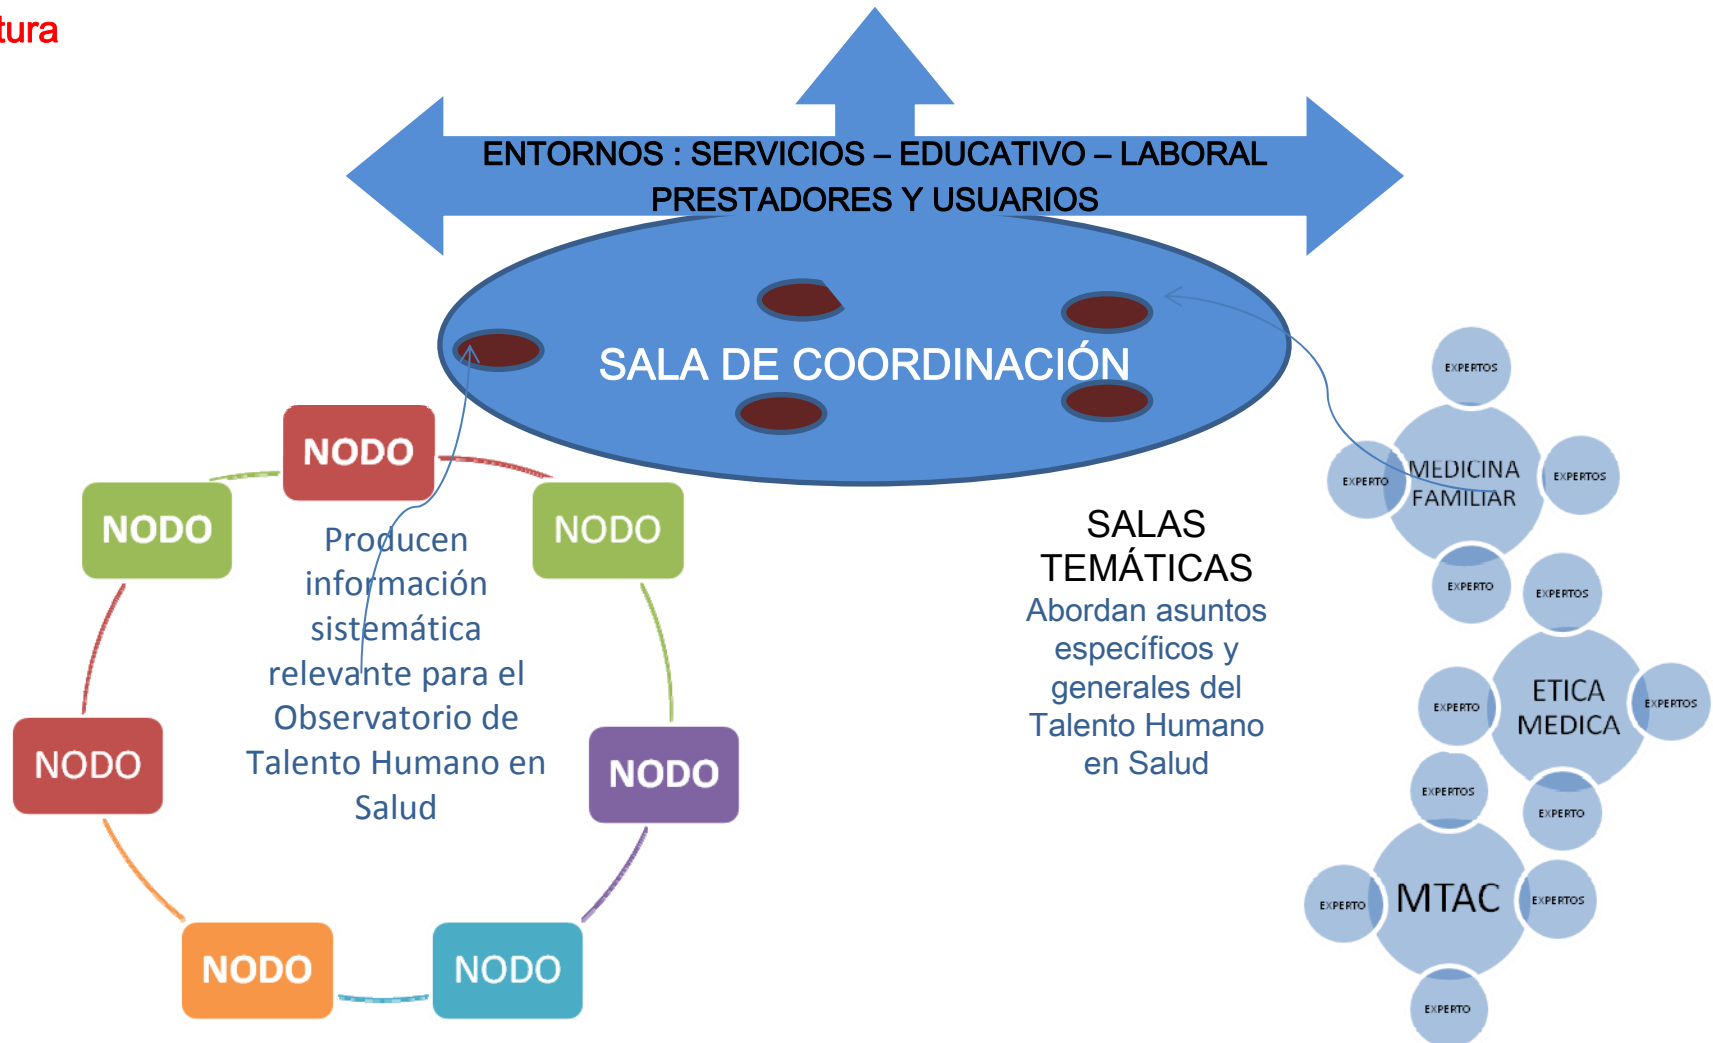 tura
ENTORNOS : SERVICIOS – EDUCATIVO – LABORAL
PRESTADORES Y USUARIOS
SALA DE COORDINACIÓN
NODO
NODO
NODO
NODO
NODO
NODO
NODO
Producen
información
sistemática
relevante para el
Observatorio de
Talento Humano en
Salud
SALAS
TEMÁTICAS
Abordan asuntos
específicos y
generales del
Talento Humano
en Salud
EXPERTOS
EXPERTO
MEDICINA
FAMILIAR
EXPERTOS
EXPERTO
EXPERTOS
EXPERTO
ETICA
MEDICA
EXPERTOS
EXPERTO
EXPERTOS
EXPERTO
MTAC
EXPERTOS
EXPERTO